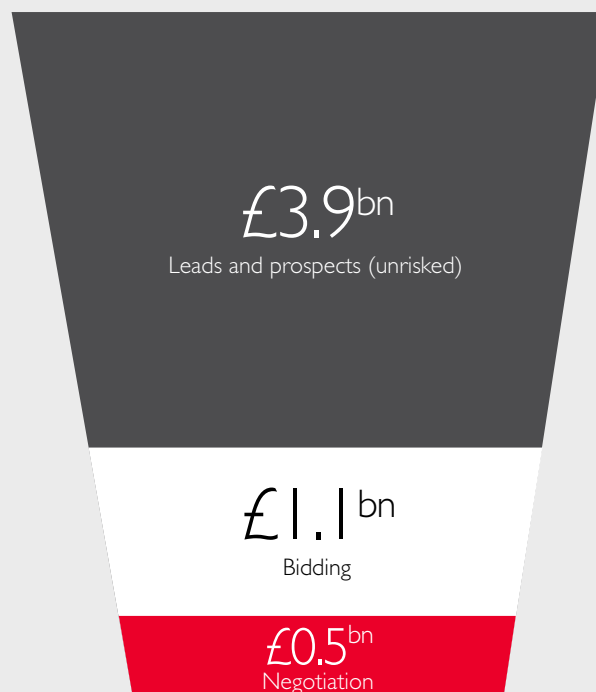 £3.9bn
Leads and prospects (unrisked)
£1.1bn
Bidding
£0.5bn
Negotiation